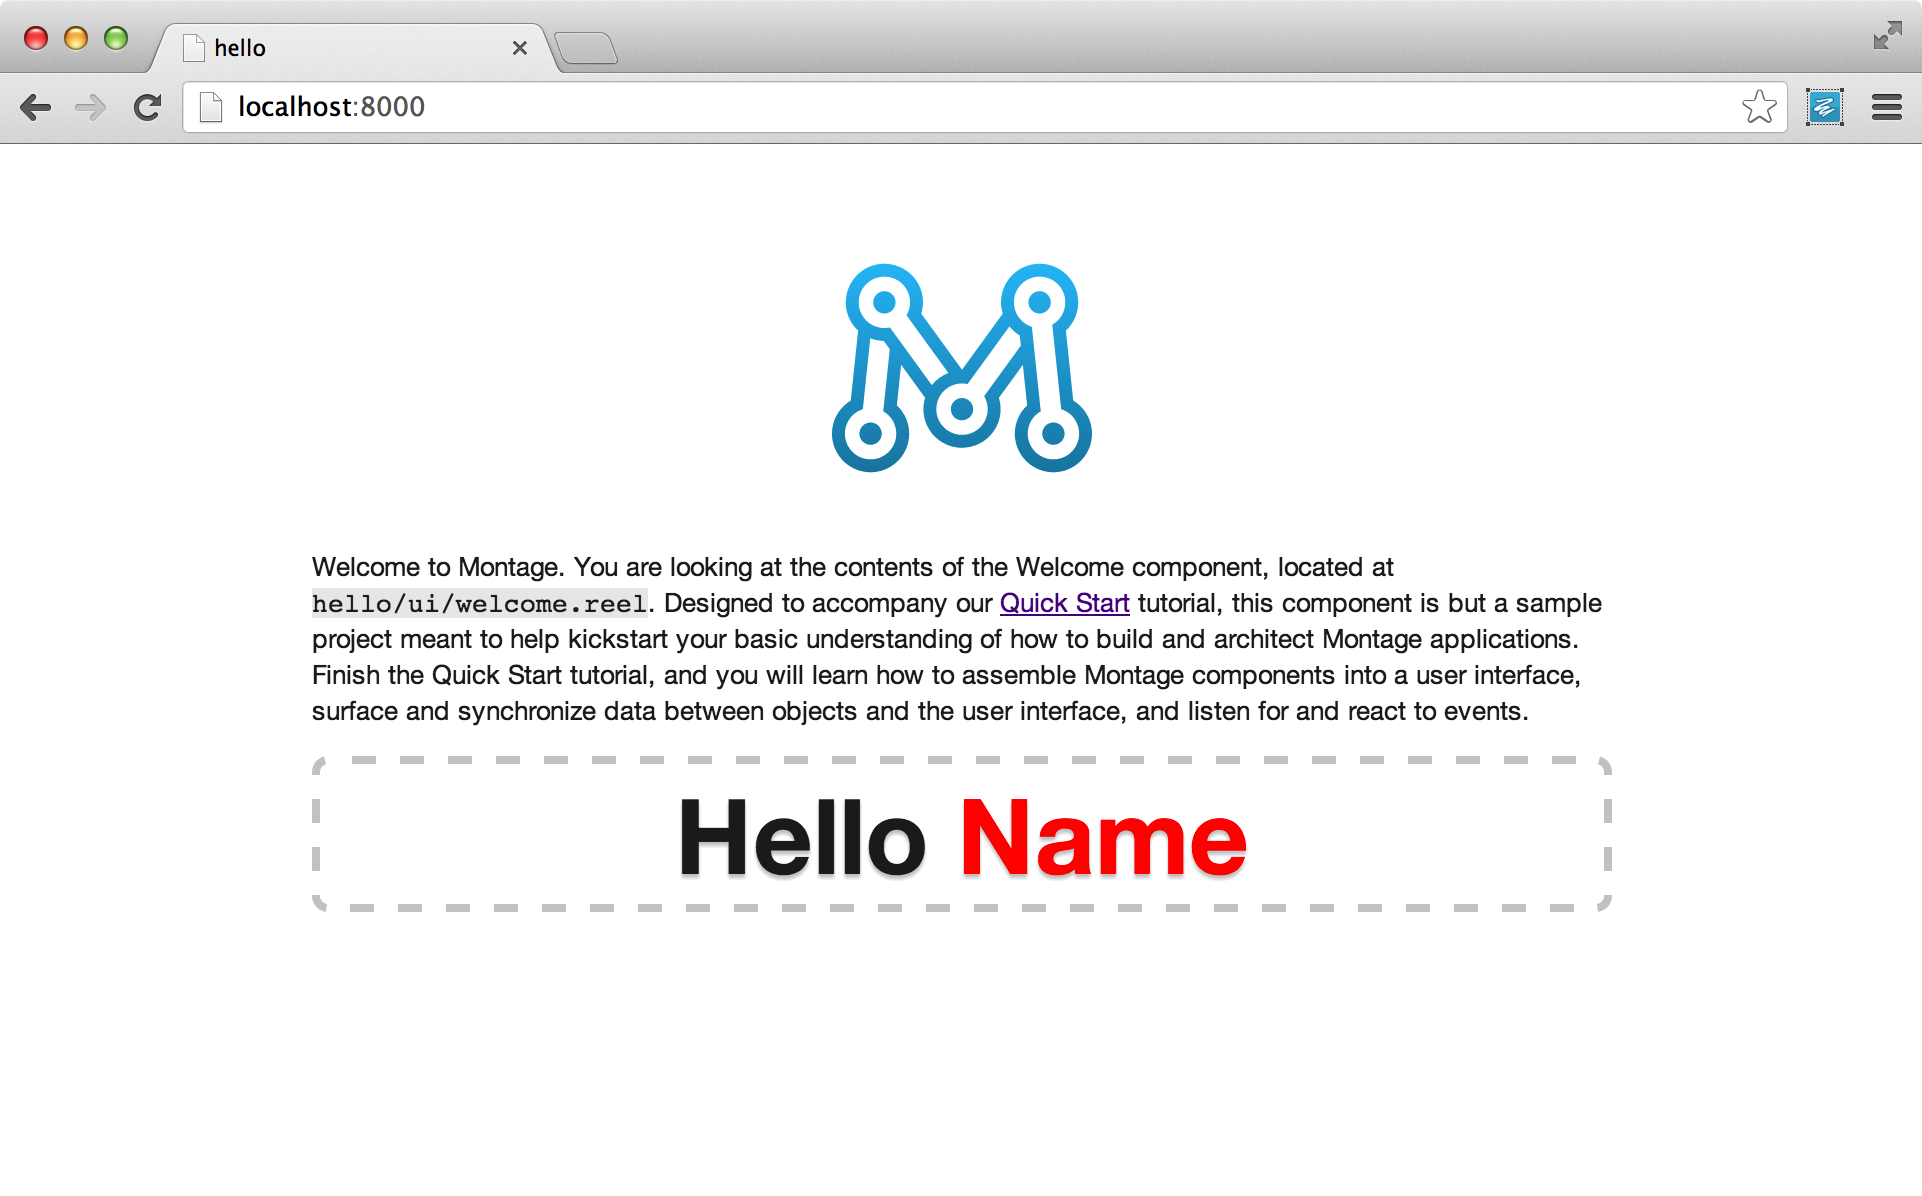 hello
localhost:8000
Welcome to Montage. You are looking at the contents of the Welcome component, located at
hello/ui/welcome.reel. Designed to accompany our Quick Start tutorial, this component is but a sample
project meant to help kickstart your basic understanding of how to build and architect Montage applications.
Finish the Quick Start tutorial, and you will learn how to assemble Montage components into a user interface,
surface and synchronize data between objects and the user interface, and listen for and react to events.
Hello Name